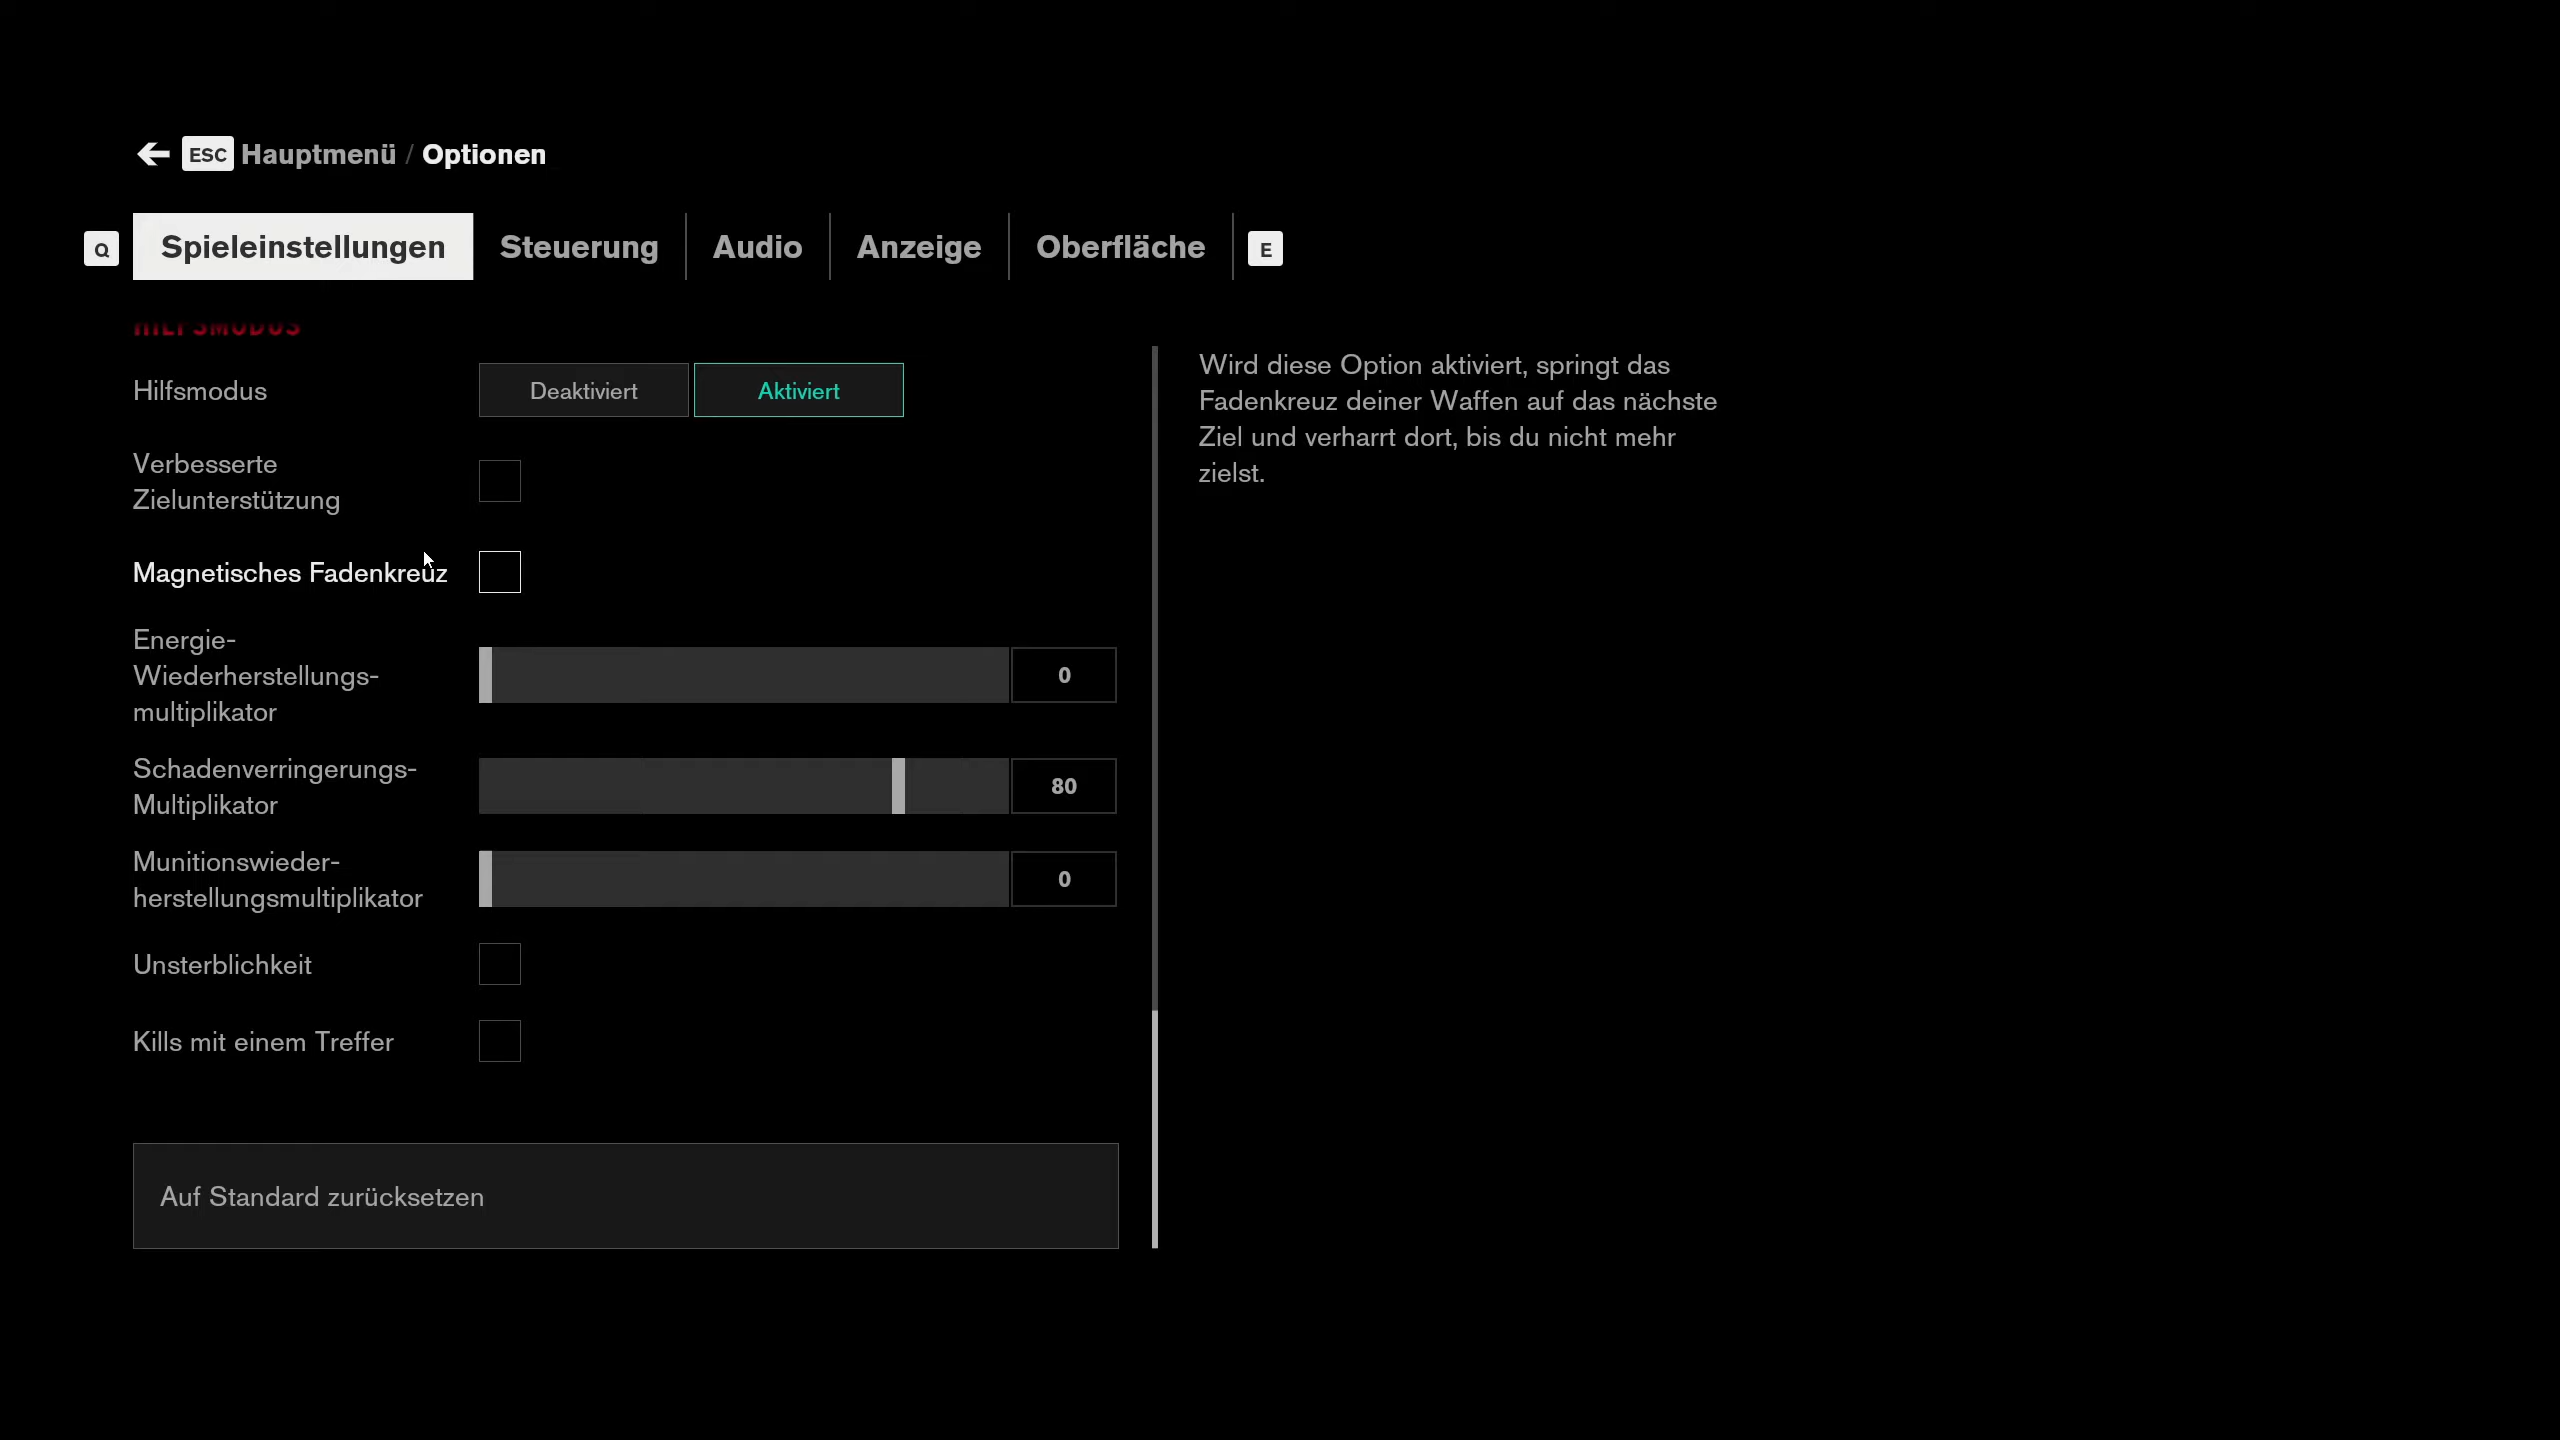 ESC Hauptmenü / Optionen
Q Spieleinstellungen Steuerung Audio Anzeige Oberfläche E
HILFSMODUS
Hilfsmodus Deaktiviert Aktiviert
Verbesserte
Zielunterstützung
Magnetisches Fadenkreuz
Energie-
Wiederherstellungs-
multiplikator
0
Schadenverringerungs-
Multiplikator
80
Munitionswieder-
herstellungsmultiplikator
0
Unsterblichkeit
Kills mit einem Treffer
Auf Standard zurücksetzen
Wird diese Option aktiviert, springt das
Fadenkreuz deiner Waffen auf das nächste
Ziel und verharrt dort, bis du nicht mehr
zielst.